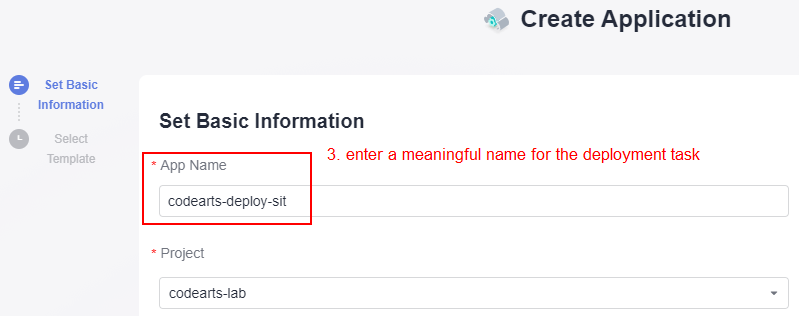 Create Application
Set Basic
Information
Select
Template
Set Basic Information
3. enter a meaningful name for the deployment task
* App Name
codearts-deploy-sit
* Project
codearts-lab